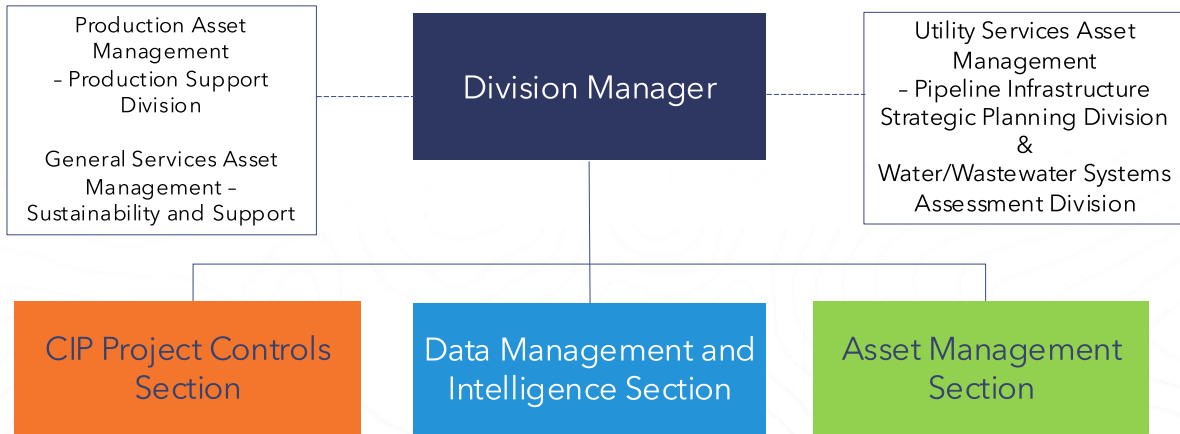 Production Asset
Management
– Production Support
Division
General Services Asset
Management –
Sustainability and Support
Division Manager
Utility Services Asset
Management
– Pipeline Infrastructure
Strategic Planning Division
&
Water/Wastewater Systems
Assessment Division
CIP Project Controls
Section
Data Management and
Intelligence Section
Asset Management
Section